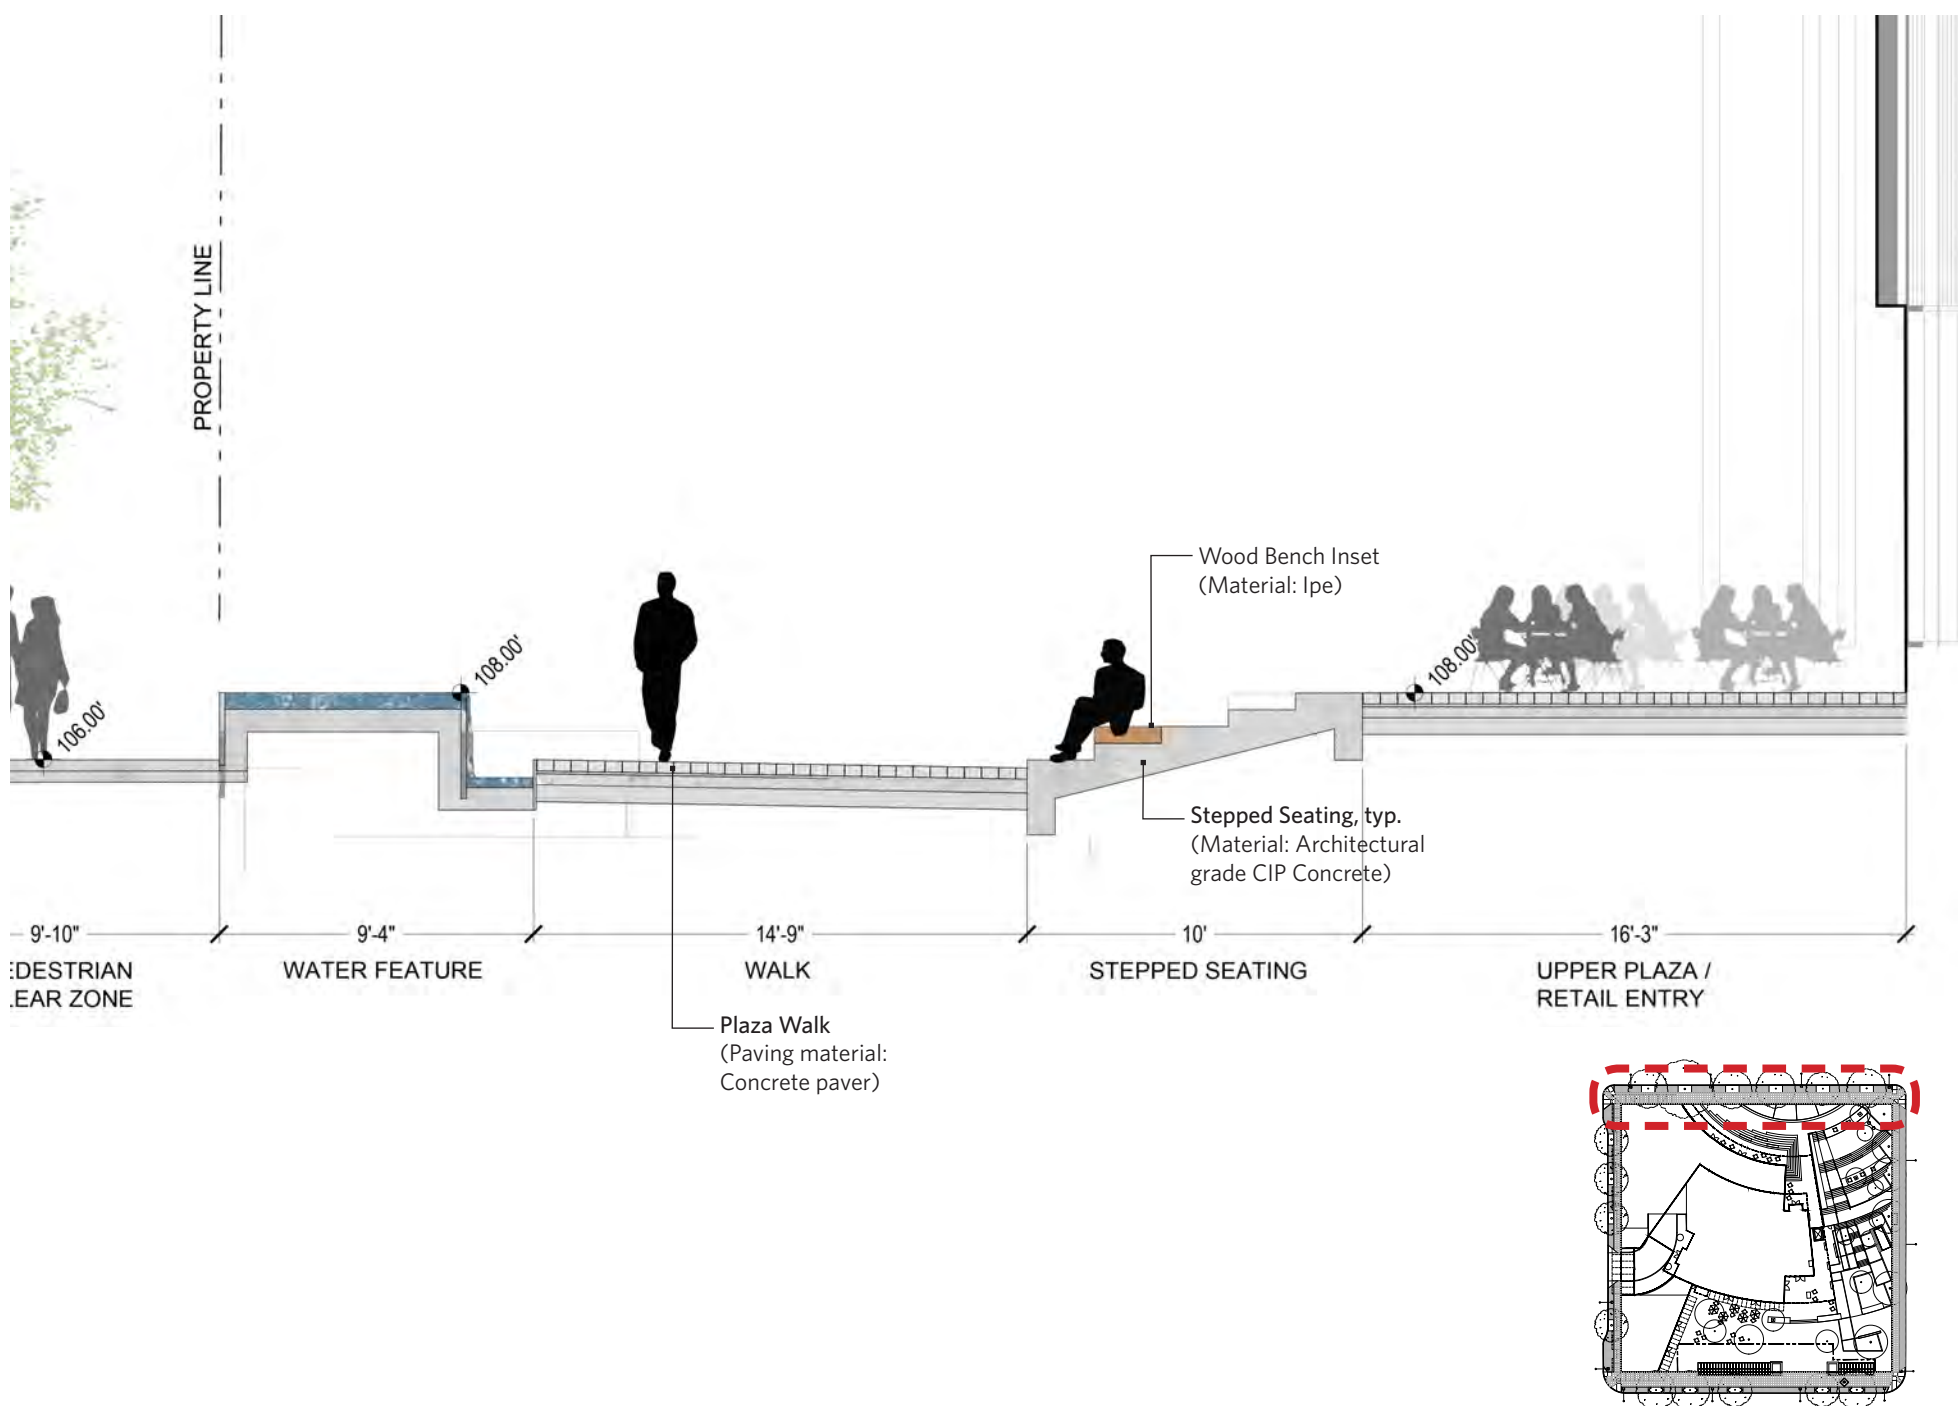 PROPERTY LINE
Wood Bench Inset
(Material: Ipe)
106.00'
108.00'
108.00'
Stepped Seating, typ.
(Material: Architectural
grade CIP Concrete)
9'-10"
9'-4"
14'-9"
10'
16'-3"
EDESTRIAN
LEAR ZONE
WATER FEATURE
WALK
STEPPED SEATING
UPPER PLAZA /
RETAIL ENTRY
Plaza Walk
(Paving material:
Concrete paver)